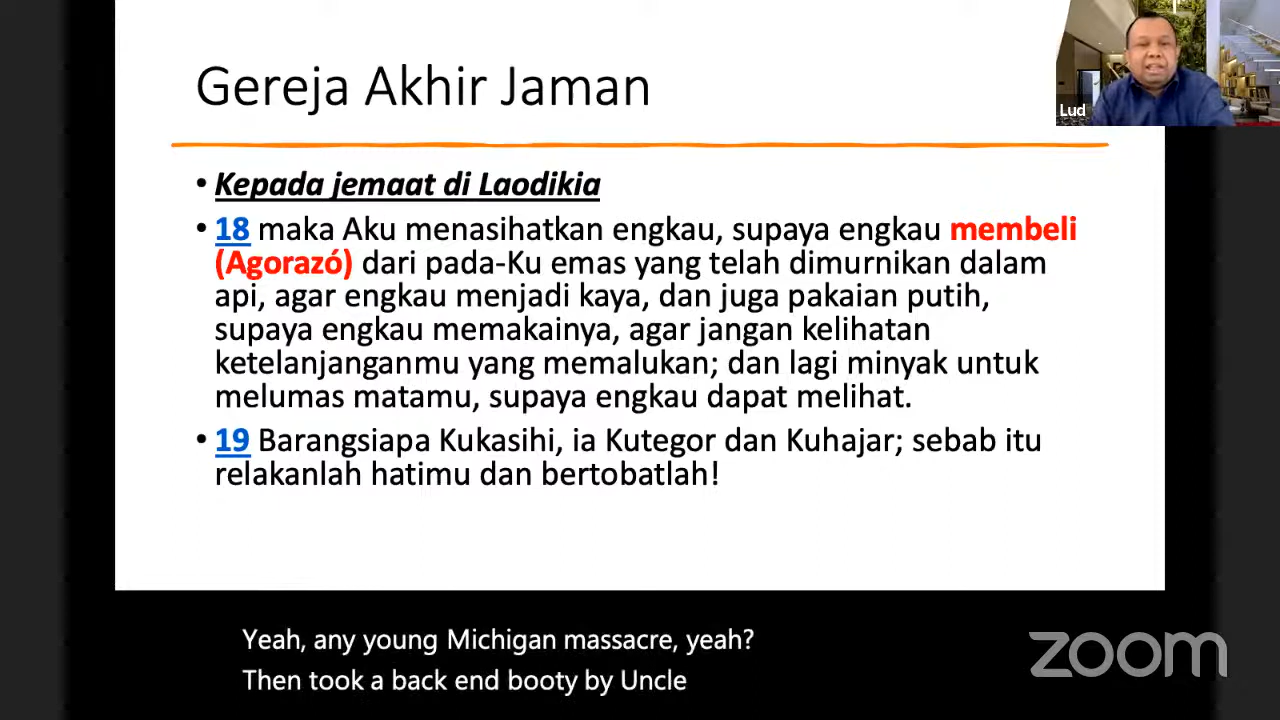 Gereja Akhir Jaman
Lud
• Kepada jemaat di Laodikia
• 18 maka Aku menasihatkan engkau, supaya engkau membeli
(Agorazó) dari pada-Ku emas yang telah dimurnikan dalam
api, agar engkau menjadi kaya, dan juga pakaian putih,
supaya engkau memakainya, agar jangan kelihatan
ketelanjanganmu yang memalukan; dan lagi minyak untuk
melumas matamu, supaya engkau dapat melihat.
• 19 Barangsiapa Kukasihi, ia Kutegor dan Kuhajar; sebab itu
relakanlah hatimu dan bertobatlah!
Yeah, any young Michigan massacre, yeah?
Then took a back end booty by Uncle
zoom